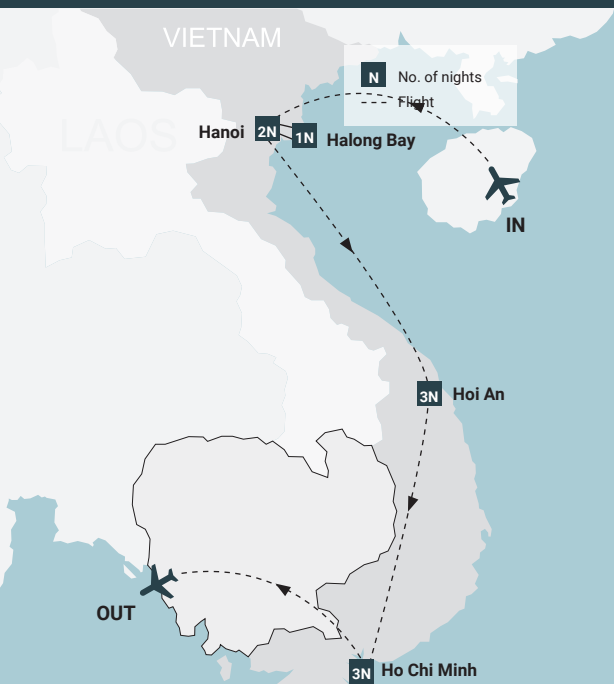 VIETNAM
N No. of nights
Flight
LAOS
Hanoi 2N 1N Halong Bay
IN
3N Hoi An
OUT
3N Ho Chi Minh